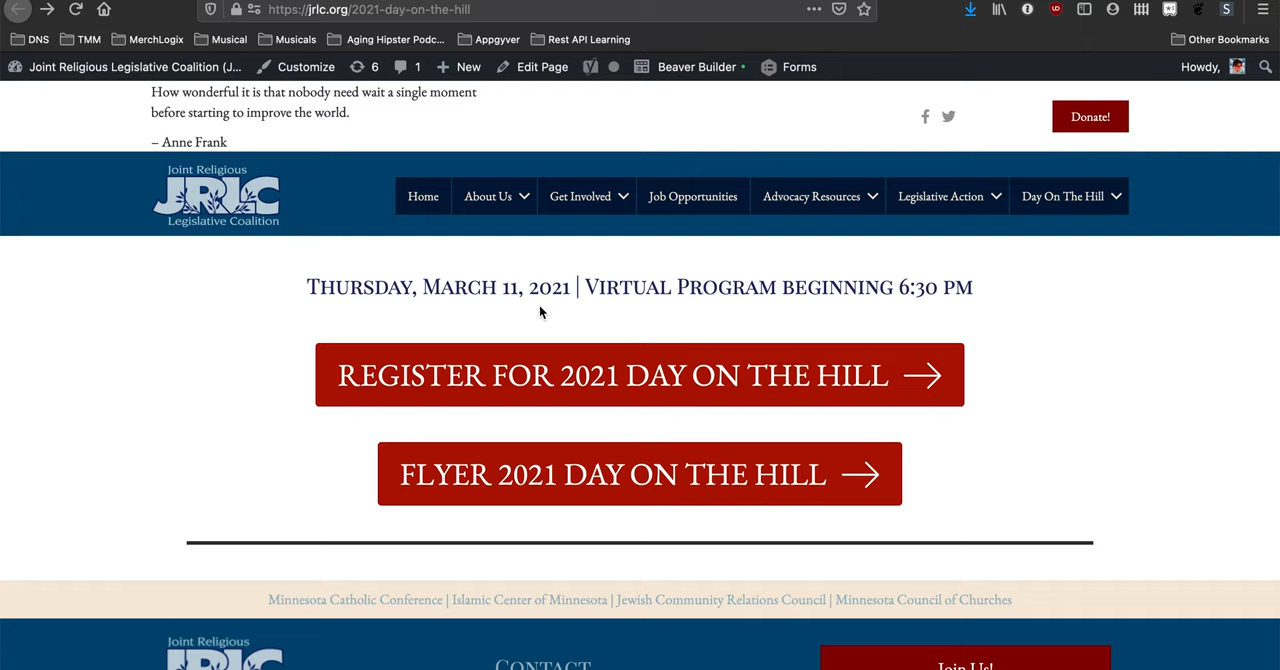 https://jrlc.org/2021-day-on-the-hill
DNS TMM MerchLogix Musical Musicals Aging Hipster Podc... Appgyver Rest API Learning Other Bookmarks
Joint Religious Legislative Coalition (J... Customize 6 1 New Edit Page Beaver Builder Forms Howdy,
How wonderful it is that nobody need wait a single moment
before starting to improve the world.
– Anne Frank
Donate!
Joint Religious
JRLC
Legislative Coalition
Home About Us Get Involved Job Opportunities Advocacy Resources Legislative Action Day On The Hill
Thursday, March 11, 2021 | Virtual Program beginning 6:30 pm
REGISTER FOR 2021 DAY ON THE HILL
FLYER 2021 DAY ON THE HILL
Minnesota Catholic Conference | Islamic Center of Minnesota | Jewish Community Relations Council | Minnesota Council of Churches
Joint Religious
JRLC
Contact
Join Us!